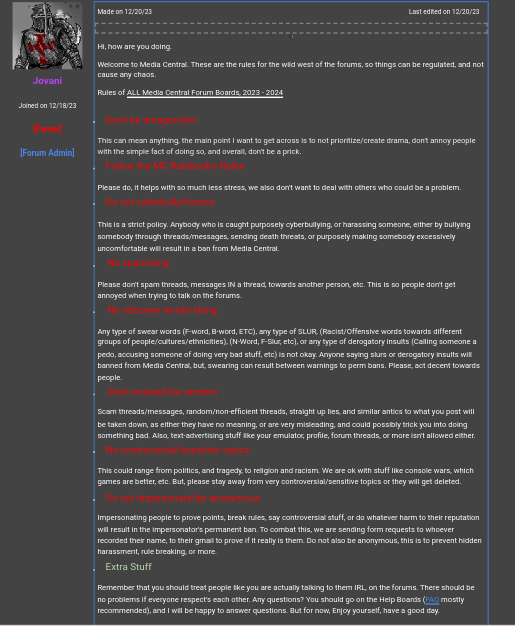 Made on 12/20/23
Last edited on 12/20/23
Jovani
Joined on 12/18/23
[Owner]
[Forum Admin]
Hi, how are you doing.
Welcome to Media Central. These are the rules for the wild west of the forums, so things can be regulated, and not
cause any chaos.
Rules of ALL Media Central Forum Boards, 2023 - 2024
Don't be antagonistic
This can mean anything, the main point I want to get across is to not prioritize/create drama, don't annoy people
with the simple fact of doing so, and overall, don't be a prick.
Follow the MC Rulebook's Rules
Please do, it helps with so much less stress, we also don't want to deal with others who could be a problem.
Do not cyberbully/harass
This is a strict policy. Anybody who is caught purposely cyberbullying, or harassing someone, either by bullying
somebody through threads/messages, sending death threats, or purposely making somebody excessively
uncomfortable will result in a ban from Media Central.
No spamming
Please don't spam threads, messages IN a thread, towards another person, etc. This is so people don't get
annoyed when trying to talk on the forums.
No obscene words/slang
Any type of swear words (F-word, B-word, ETC), any type of SLUR, (Racist/Offensive words towards different
groups of people/cultures/ethnicities), (N-Word, F-Slur, etc), or any type of derogatory insults (Calling someone a
pedo, accusing someone of doing very bad stuff, etc) is not okay. Anyone saying slurs or derogatory insults will
banned from Media Central, but, swearing can result between warnings to perm bans. Please, act decent towards
people.
Don't mislead/be random
Scam threads/messages, random/non-efficient threads, straight up lies, and similar antics to what you post will
be taken down, as either they have no meaning, or are very misleading, and could possibly trick you into doing
something bad. Also, text-advertising stuff like your emulator, profile, forum threads, or more isn't allowed either.
No controversial/sensitive topics
This could range from politics, and tragedy, to religion and racism. We are ok with stuff like console wars, which
games are better, etc. But, please stay away from very controversial/sensitive topics or they will get deleted.
Do not impersonate/be anonymous
Impersonating people to prove points, break rules, say controversial stuff, or do whatever harm to their reputation
will result in the impersonator's permanent ban. To combat this, we are sending form requests to whoever
recorded their name, to their gmail to prove if it really is them. Do not also be anonymous, this is to prevent hidden
harassment, rule breaking, or more.
Extra Stuff
Remember that you should treat people like you are actually talking to them IRL, on the forums. There should be
no problems if everyone respect's each other. Any questions? You should go on the Help Boards (FAQ mostly
recommended), and I will be happy to answer questions. But for now, Enjoy yourself, have a good day.